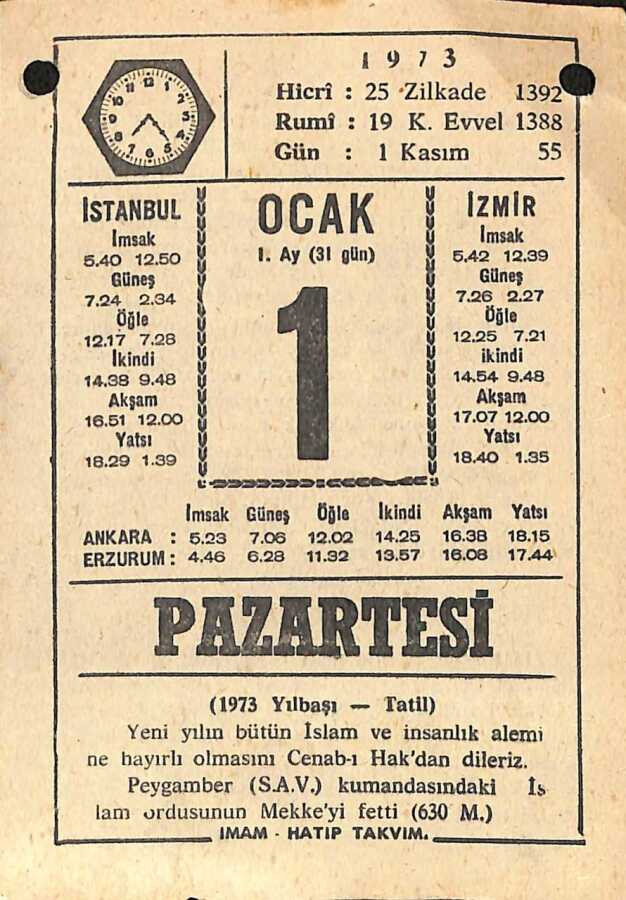 1973
Hicrî : 25 Zilkade 1392
Rumî : 19 K. Evvel 1388
Gün : 1 Kasım 55
İSTANBUL
İmsak
5.40 12.50
Güneş
7.24 2.34
Öğle
12.17 7.28
İkindi
14.38 9.48
Akşam
16.51 12.00
Yatsı
18.29 1.39
OCAK
1. Ay (31 gün)
1
İZMİR
İmsak
5.42 12.39
Güneş
7.26 2.27
Öğle
12.25 7.21
ikindi
14.54 9.48
Akşam
17.07 12.00
Yatsı
18.40 1.35
İmsak Güneş Öğle İkindi Akşam Yatsı
ANKARA : 5.23 7.06 12.02 14.25 16.38 18.15
ERZURUM : 4.46 6.28 11.32 13.57 16.08 17.44
PAZARTESİ
(1973 Yılbaşı — Tatil)
Yeni yılın bütün İslam ve insanlık alemi
ne hayırlı olmasını Cenab-ı Hak'dan dileriz.
Peygamber (S.A.V.) kumandasındaki İs
lam ordusunun Mekke'yi fetti (630 M.)
İMAM - HATİP TAKVİM.